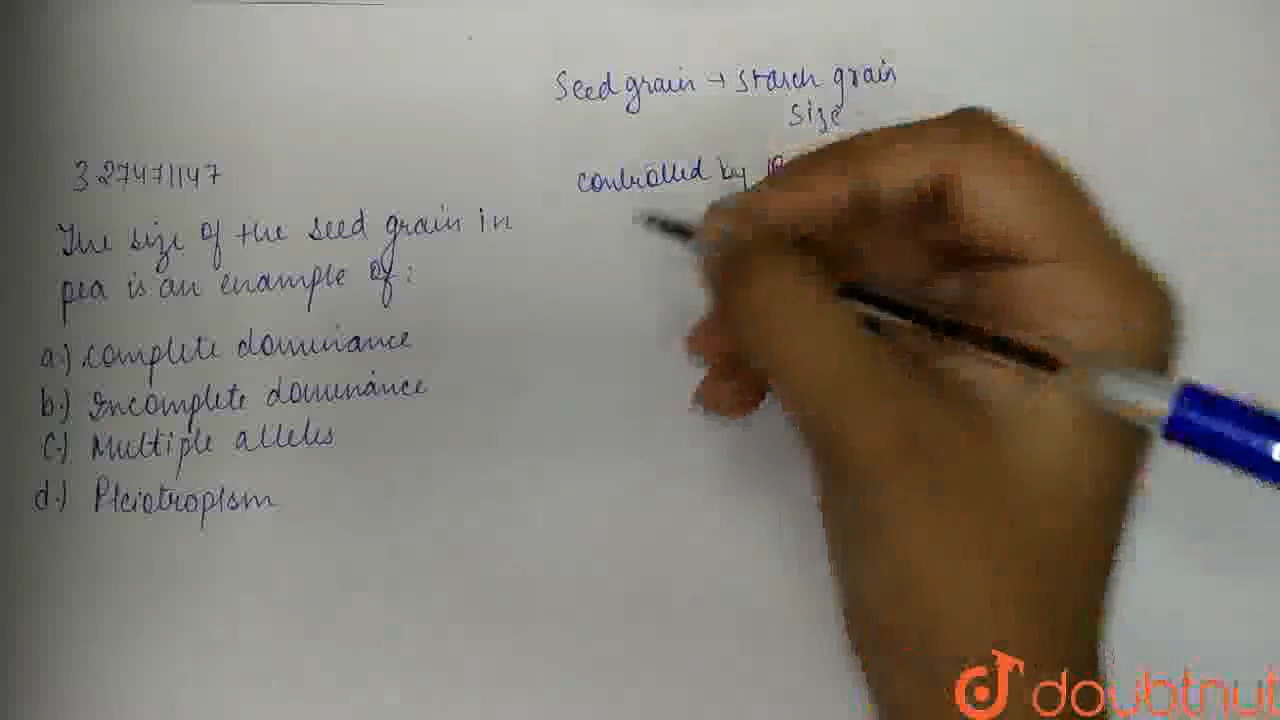 Seed grain → starch grain
size
controlled by
327471147
The size of the seed grain in
pea is an example of:
a.) complete dominance
b.) Incomplete dominance
c.) Multiple alleles
d.) Pleiotropism
doubtnut